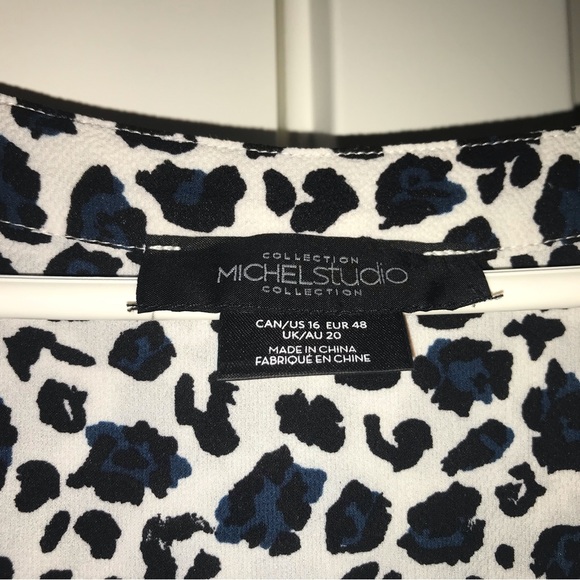 COLLECTION
MICHELstudio
COLLECTION
CAN/US 16 EUR 48
UK/AU 20
MADE IN CHINA
FABRIQUÉ EN CHINE